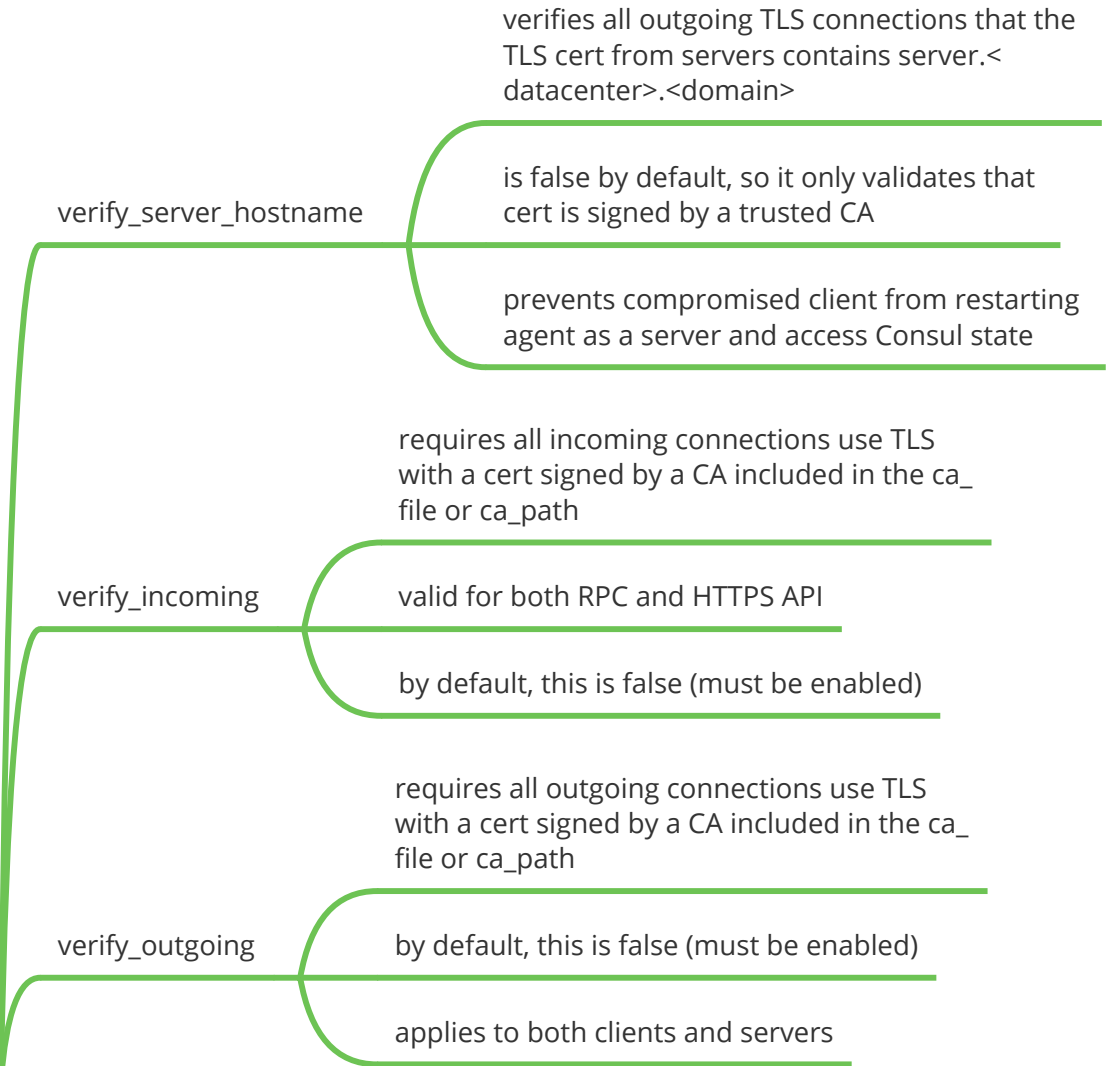 verifies all outgoing TLS connections that the
TLS cert from servers contains server.<
datacenter>.<domain>
verify_server_hostname
is false by default, so it only validates that
cert is signed by a trusted CA
prevents compromised client from restarting
agent as a server and access Consul state
requires all incoming connections use TLS
with a cert signed by a CA included in the ca_
file or ca_path
verify_incoming
valid for both RPC and HTTPS API
by default, this is false (must be enabled)
requires all outgoing connections use TLS
with a cert signed by a CA included in the ca_
file or ca_path
verify_outgoing
by default, this is false (must be enabled)
applies to both clients and servers